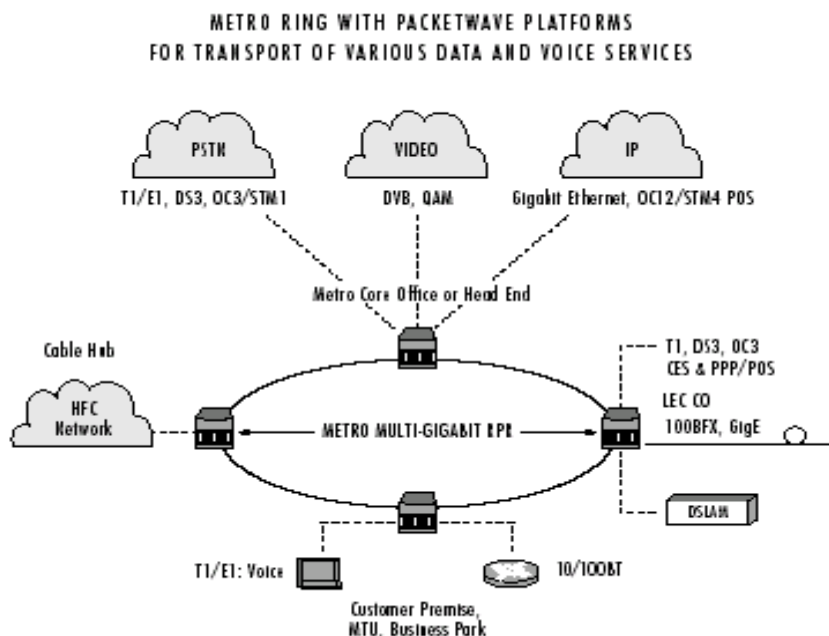 METRO RING WITH PACKETWAVE PLATFORMS
FOR TRANSPORT OF VARIOUS DATA AND VOICE SERVICES
PSTN
VIDEO
IP
T1/E1, DS3, OC3/STM1
DVB, QAM
Gigabit Ethernet, OC12/STM4 POS
Metro Core Office or Head End
Cable Hub
HFC
Network
METRO MULTI-GIGABIT RPR
T1, DS3, OC3
CES & PPP/POS
LEC CO
100BFX, GigE
DSLAM
T1/E1: Voice
10/100BT
Customer Premise,
MTU, Business Park